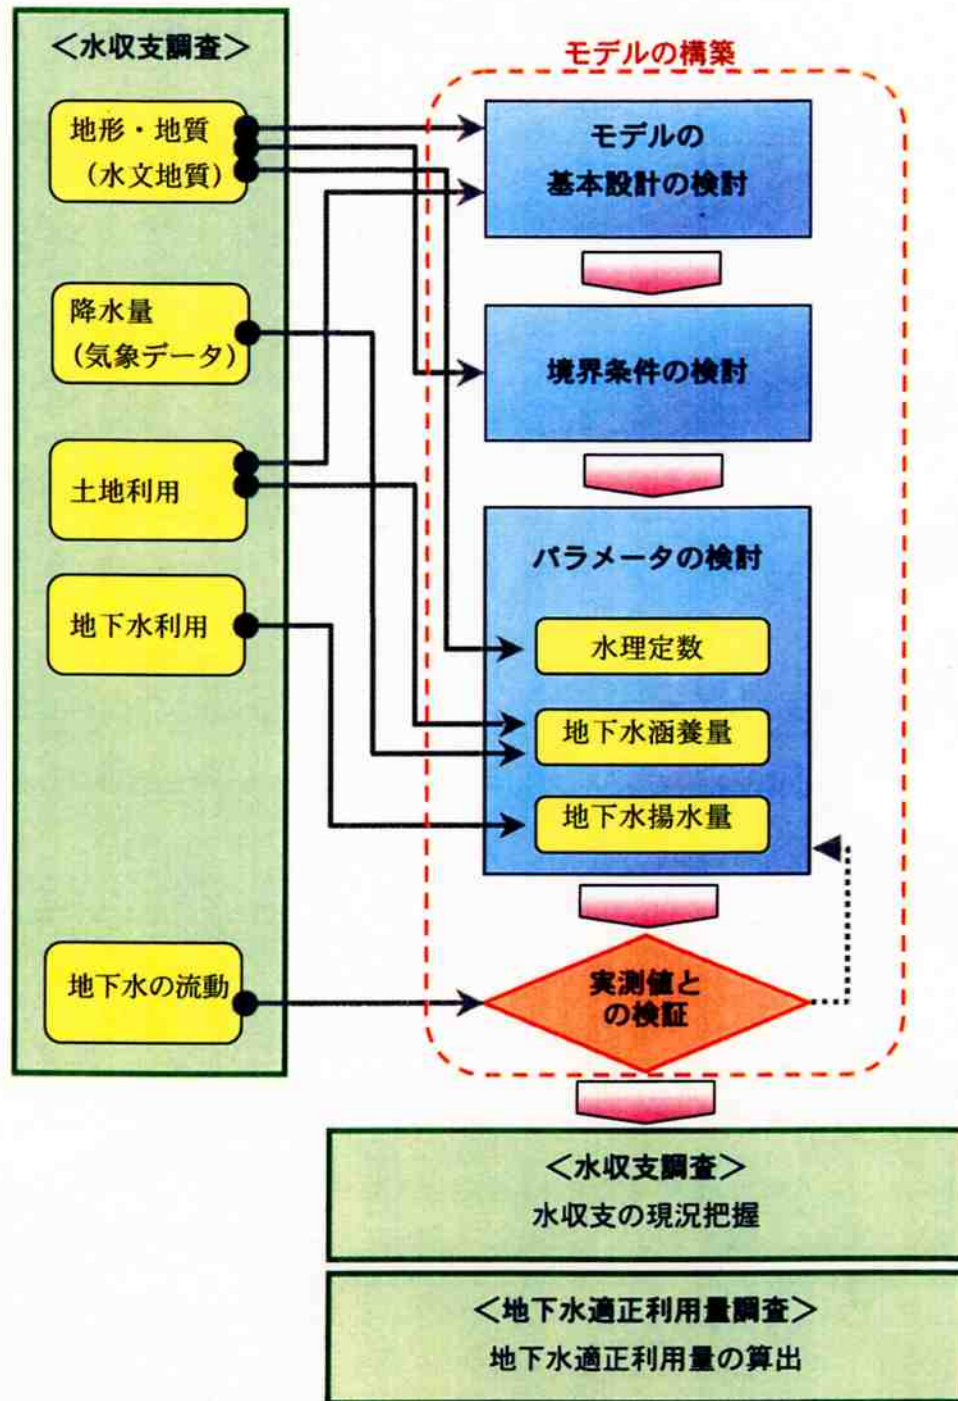 ＜水収支調査＞
地形・地質
（水文地質）
降水量
（気象データ）
土地利用
地下水利用
地下水の流動
モデルの構築
モデルの
基本設計の検討
境界条件の検討
パラメータの検討
水理定数
地下水涵養量
地下水揚水量
実測値と
の検証
＜水収支調査＞
水収支の現況把握
＜地下水適正利用量調査＞
地下水適正利用量の算出